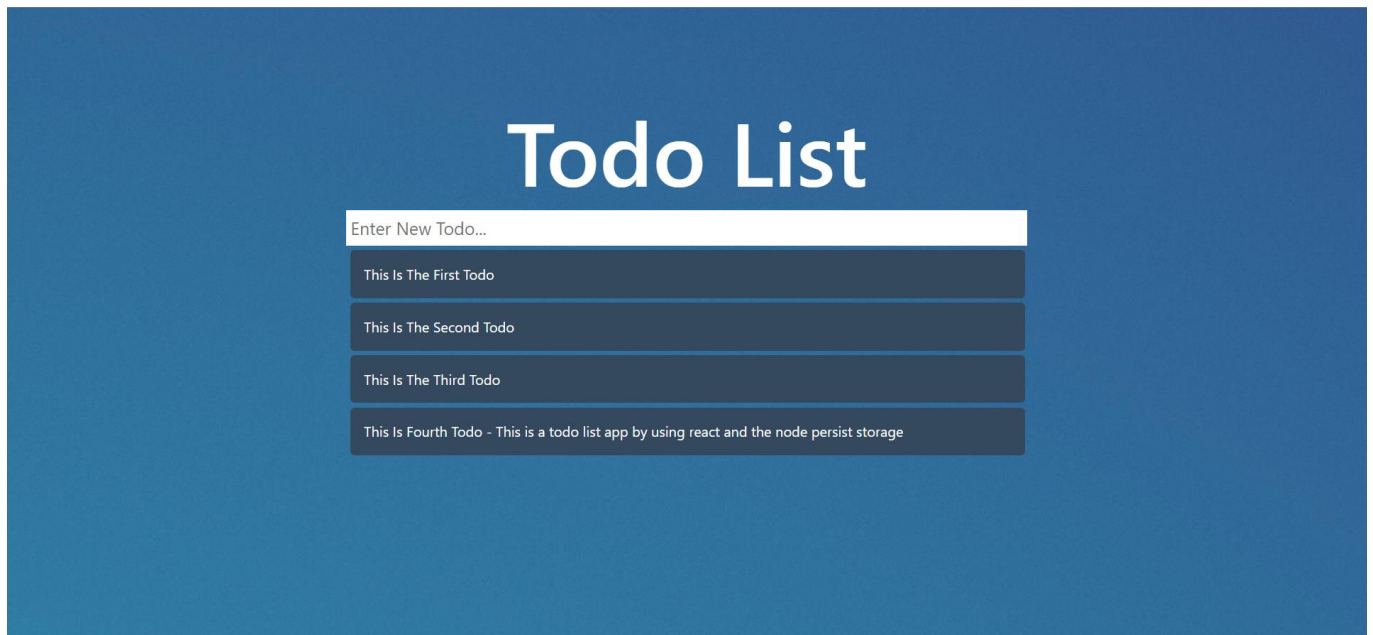 Todo List
Enter New Todo...
This Is The First Todo
This Is The Second Todo
This Is The Third Todo
This Is Fourth Todo - This is a todo list app by using react and the node persist storage